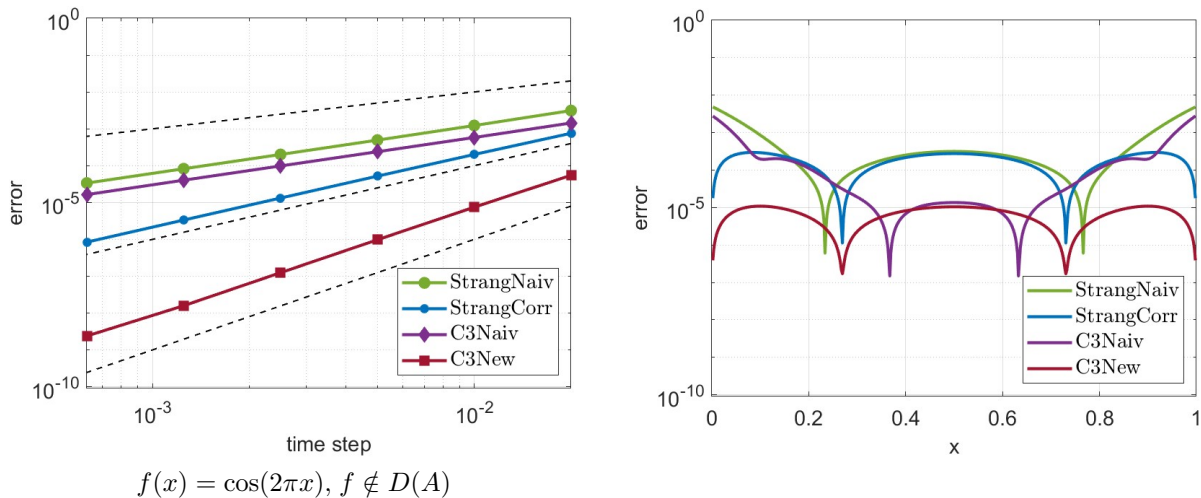 10^0
10^-5
10^-10
error
10^-3
10^-2
time step
StrangNaiv
StrangCorr
C3Naiv
C3New
f(x) = cos(2πx), f ∉ D(A)
10^0
10^-5
10^-10
error
0 0.2 0.4 0.6 0.8 1
x
StrangNaiv
StrangCorr
C3Naiv
C3New